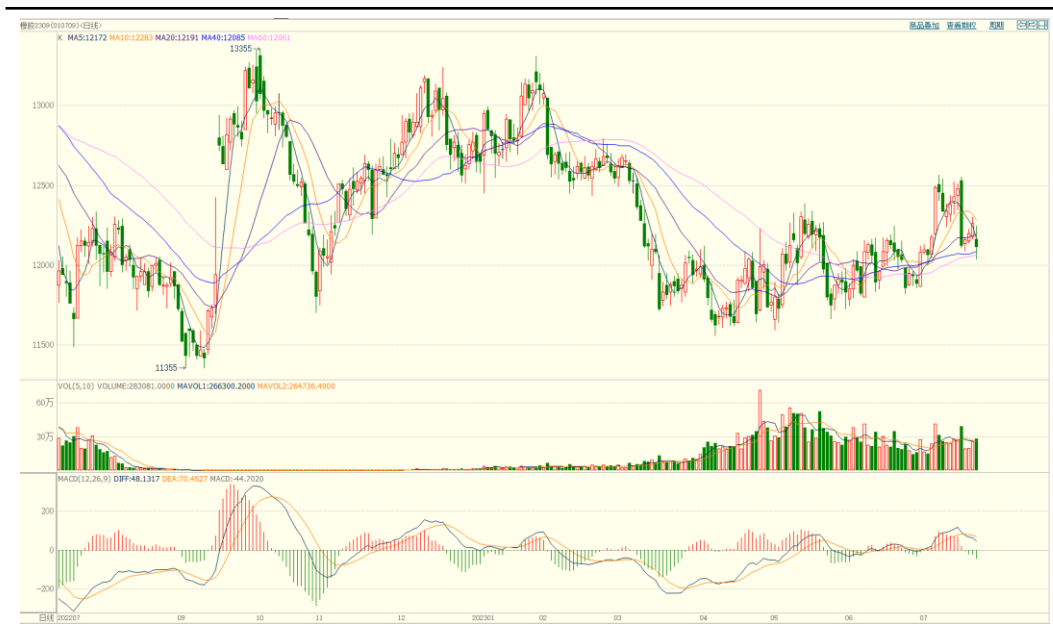 橡胶2309(010709)<日线>
商品叠加 查看期权 周期
K MA5:12172 MA10:12283 MA20:12191 MA40:12085 MA60:12061
13355
13000
12500
12000
11500
11355
VOL(5,10) VOLUME:283081.0000 MAVOL1:266300.2000 MAVOL2:264736.4000
60万
30万
MACD(12,26,9) DIFF:48.1317 DEA:70.4827 MACD:-44.7020
200
0
-200
日线 202207 09 10 11 12 202301 02 03 04 05 06 07